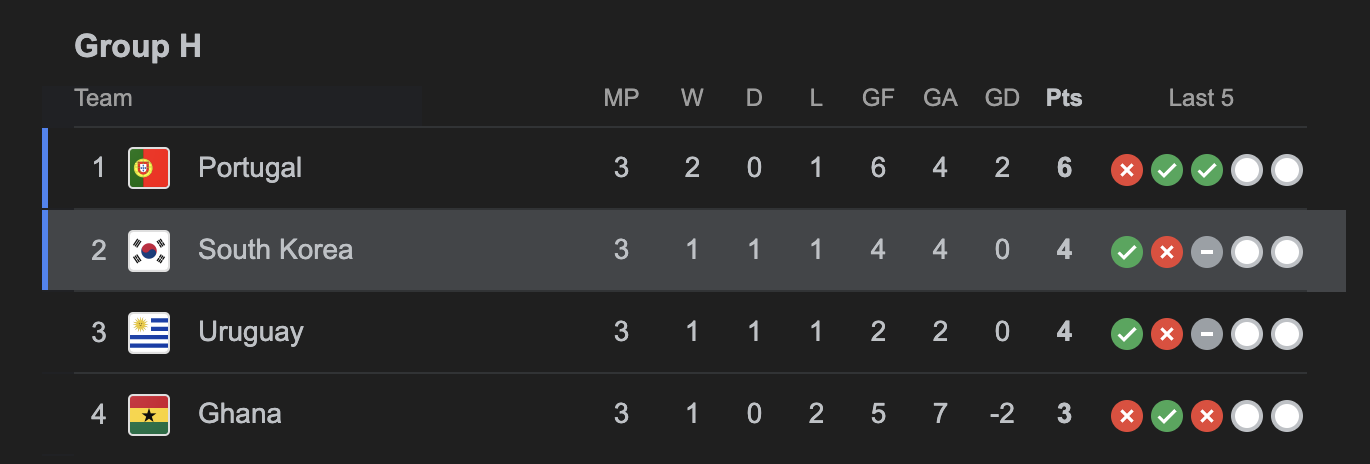 Group H
Team MP W D L GF GA GD Pts Last 5
1 Portugal 3 2 0 1 6 4 2 6
2 South Korea 3 1 1 1 4 4 0 4
3 Uruguay 3 1 1 1 2 2 0 4
4 Ghana 3 1 0 2 5 7 -2 3